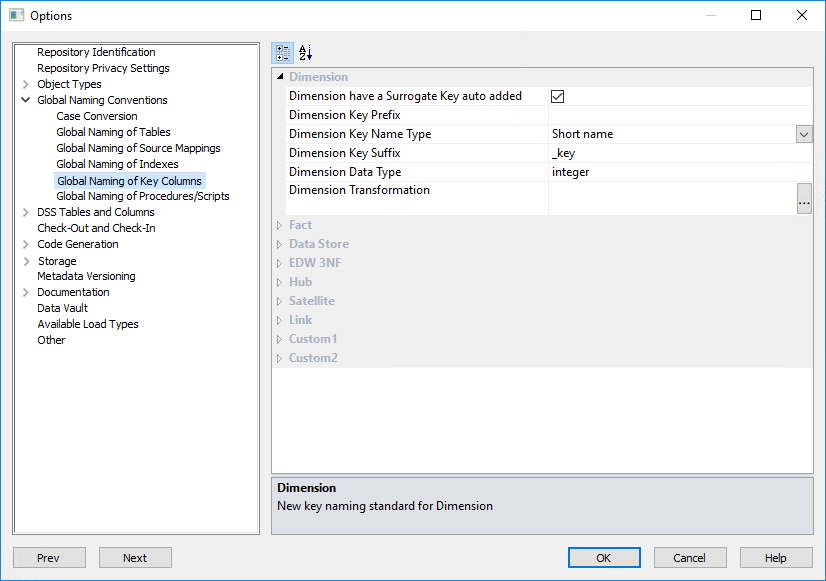 Options
Repository Identification
Repository Privacy Settings
Object Types
Global Naming Conventions
Case Conversion
Global Naming of Tables
Global Naming of Source Mappings
Global Naming of Indexes
Global Naming of Key Columns
Global Naming of Procedures/Scripts
DSS Tables and Columns
Check-Out and Check-In
Code Generation
Storage
Metadata Versioning
Documentation
Data Vault
Available Load Types
Other
A
Z
Dimension
Dimension have a Surrogate Key auto added
Dimension Key Prefix
Dimension Key Name Type Short name
Dimension Key Suffix _key
Dimension Data Type integer
Dimension Transformation ...
Fact
Data Store
EDW 3NF
Hub
Satellite
Link
Custom1
Custom2
Dimension
New key naming standard for Dimension
Prev Next OK Cancel Help